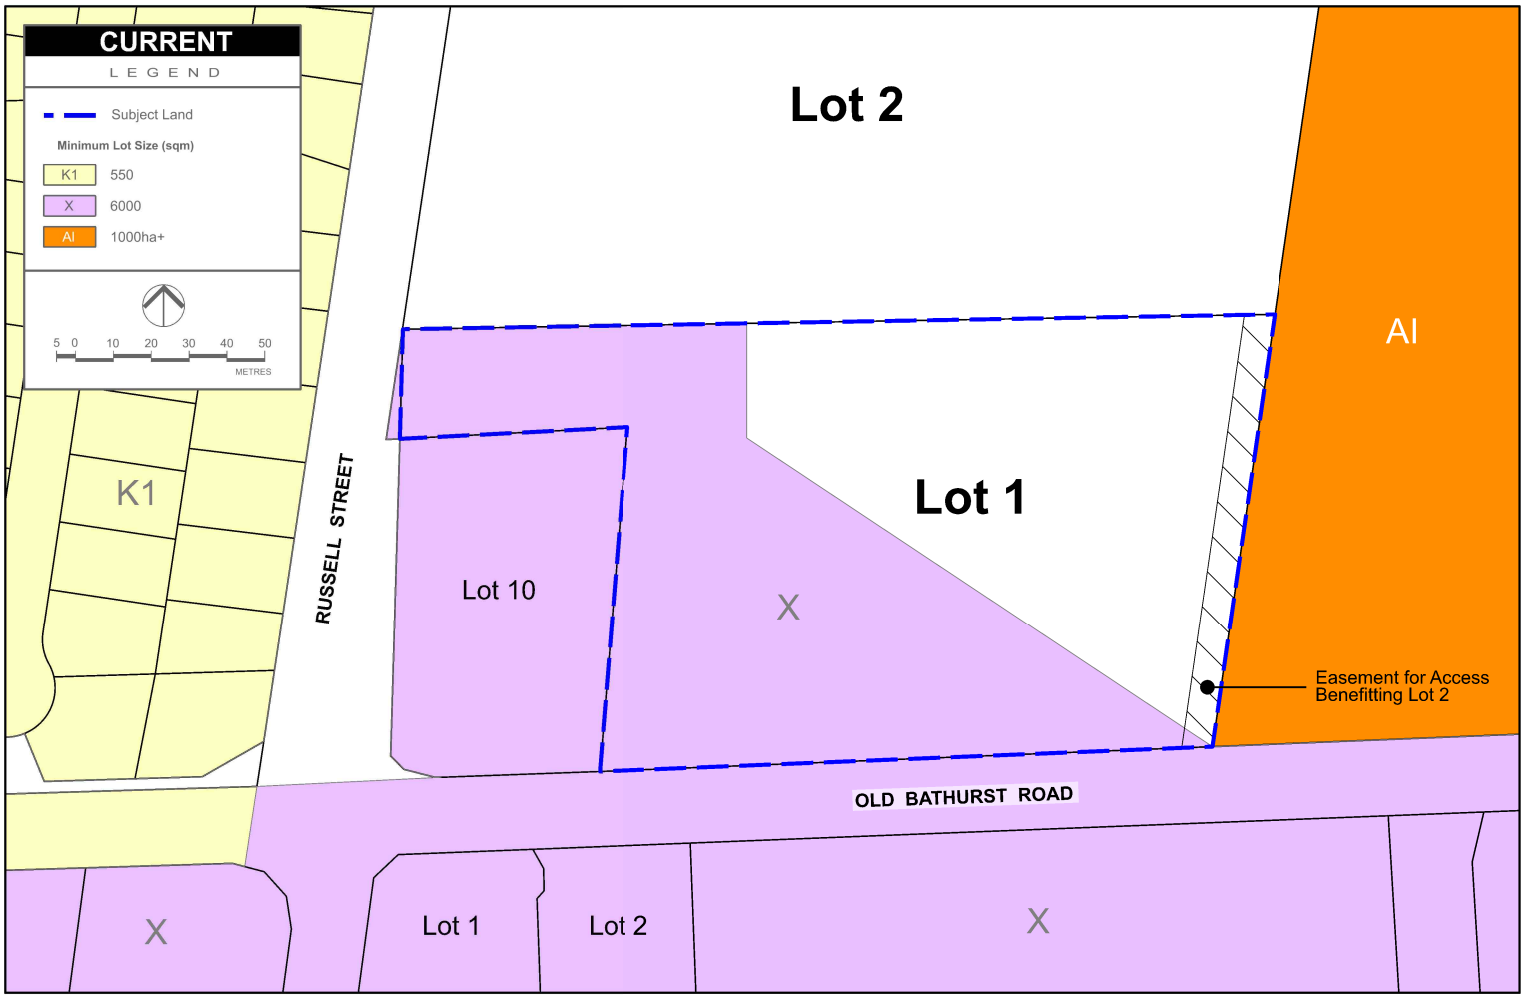 CURRENT
LEGEND
Subject Land
Minimum Lot Size (sqm)
K1 550
X 6000
AI 1000ha+
5 0 10 20 30 40 50
METRES
Lot 2
AI
K1
RUSSELL STREET
Lot 1
Lot 10
X
Easement for Access
Benefitting Lot 2
OLD BATHURST ROAD
X
Lot 1
Lot 2
X